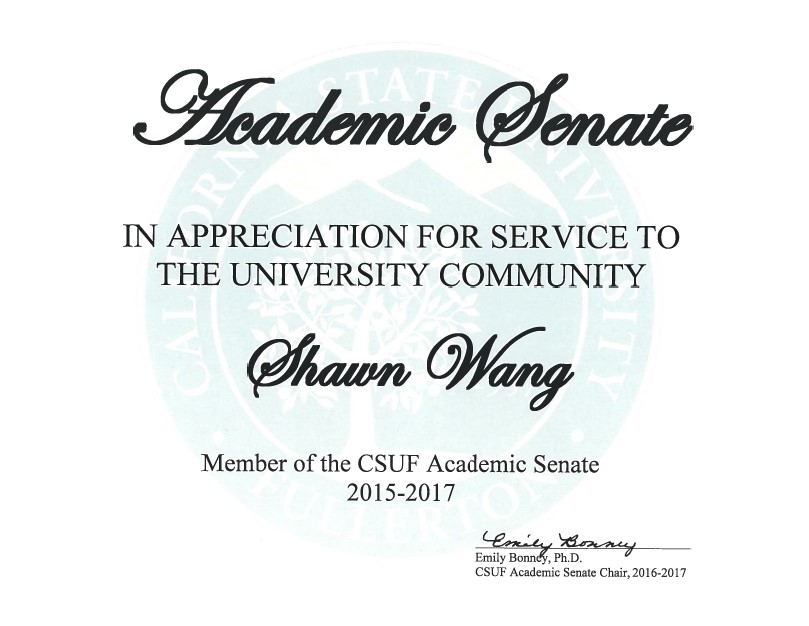 Academic Senate
IN APPRECIATION FOR SERVICE TO
THE UNIVERSITY COMMUNITY
Shawn Wang
Member of the CSUF Academic Senate
2015-2017
Emily Bonney
Emily Bonney, Ph.D.
CSUF Academic Senate Chair, 2016-2017
CALIFORNIA STATE UNIVERSITY
FULLERTON